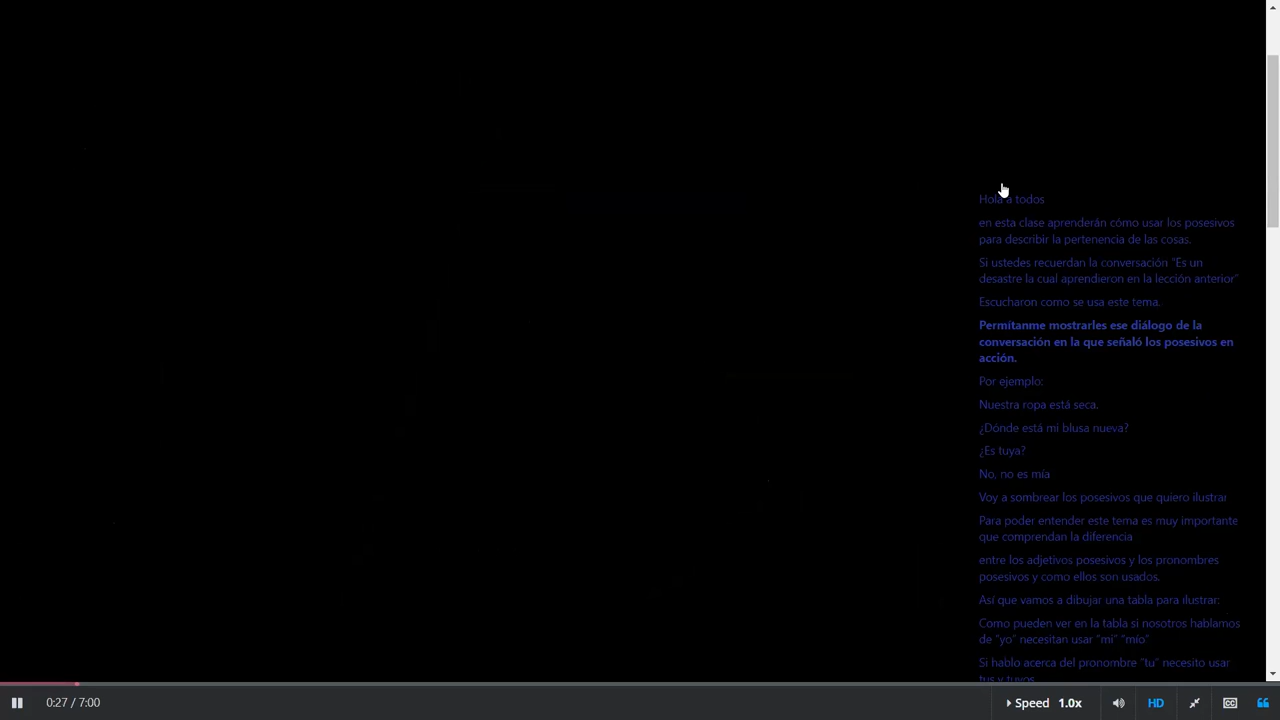 Hola a todos
en esta clase aprenderán cómo usar los posesivos
para describir la pertenencia de las cosas.
Si ustedes recuerdan la conversación “Es un
desastre la cual aprendieron en la lección anterior”
Escucharon como se usa este tema.
Permítanme mostrarles ese diálogo de la
conversación en la que señaló los posesivos en
acción.
Por ejemplo:
Nuestra ropa está seca.
¿Dónde está mi blusa nueva?
¿Es tuya?
No, no es mía
Voy a sombrear los posesivos que quiero ilustrar
Para poder entender este tema es muy importante
que comprendan la diferencia
entre los adjetivos posesivos y los pronombres
posesivos y como ellos son usados.
Así que vamos a dibujar una tabla para ilustrar:
Como pueden ver en la tabla si nosotros hablamos
de “yo” necesitan usar “mi” “mío”
Si hablo acerca del pronombre “tu” necesito usar
tus y tuyos
0:27 / 7:00
Speed 1.0x
HD
CC